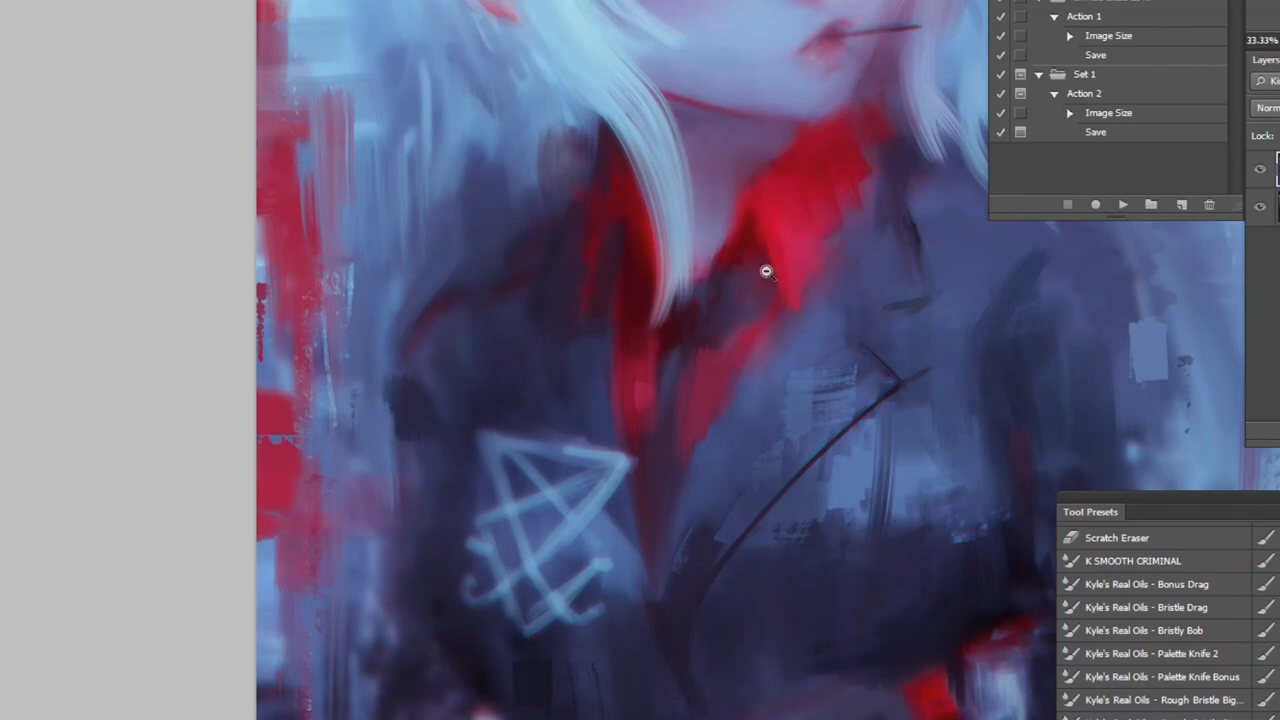 Action 1
Image Size
Save
Set 1
Action 2
Image Size
Save
33.33%
Layers
Lock:
Tool Presets
Scratch Eraser
K SMOOTH CRIMINAL
Kyle's Real Oils - Bonus Drag
Kyle's Real Oils - Bristle Drag
Kyle's Real Oils - Bristly Bob
Kyle's Real Oils - Palette Knife 2
Kyle's Real Oils - Palette Knife Bonus
Kyle's Real Oils - Rough Bristle Big...